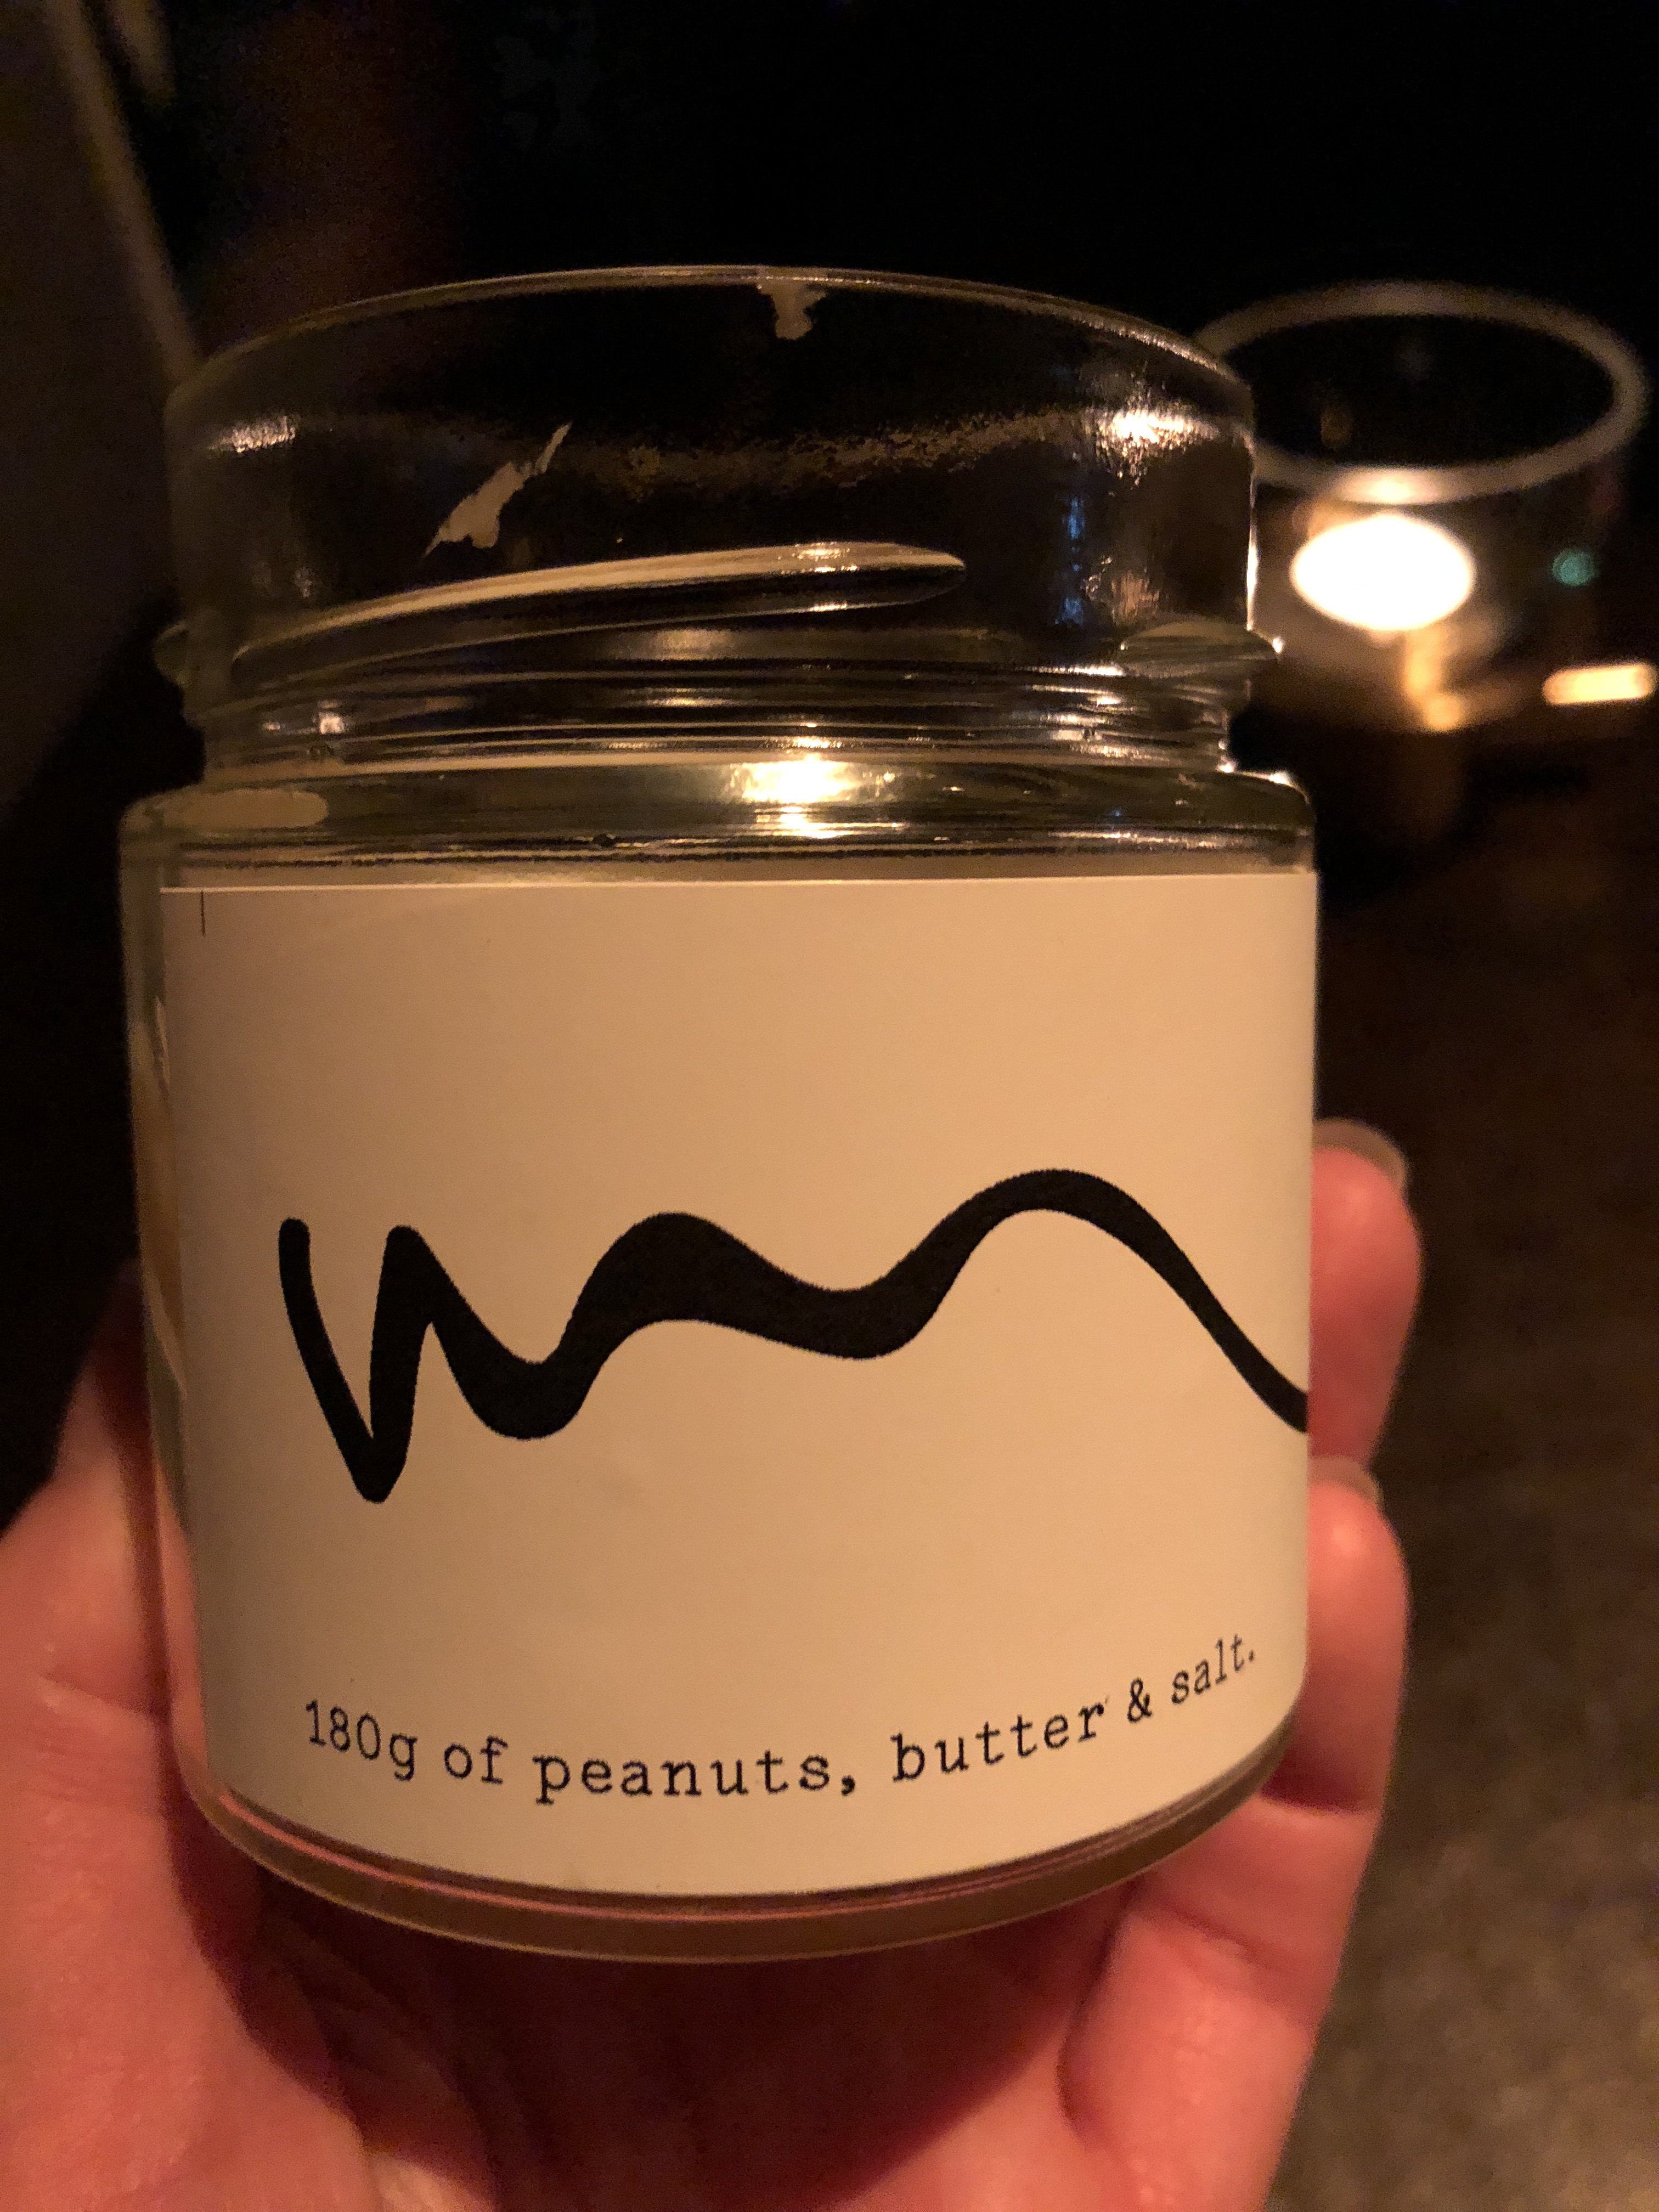 180g of peanuts, butter & salt.